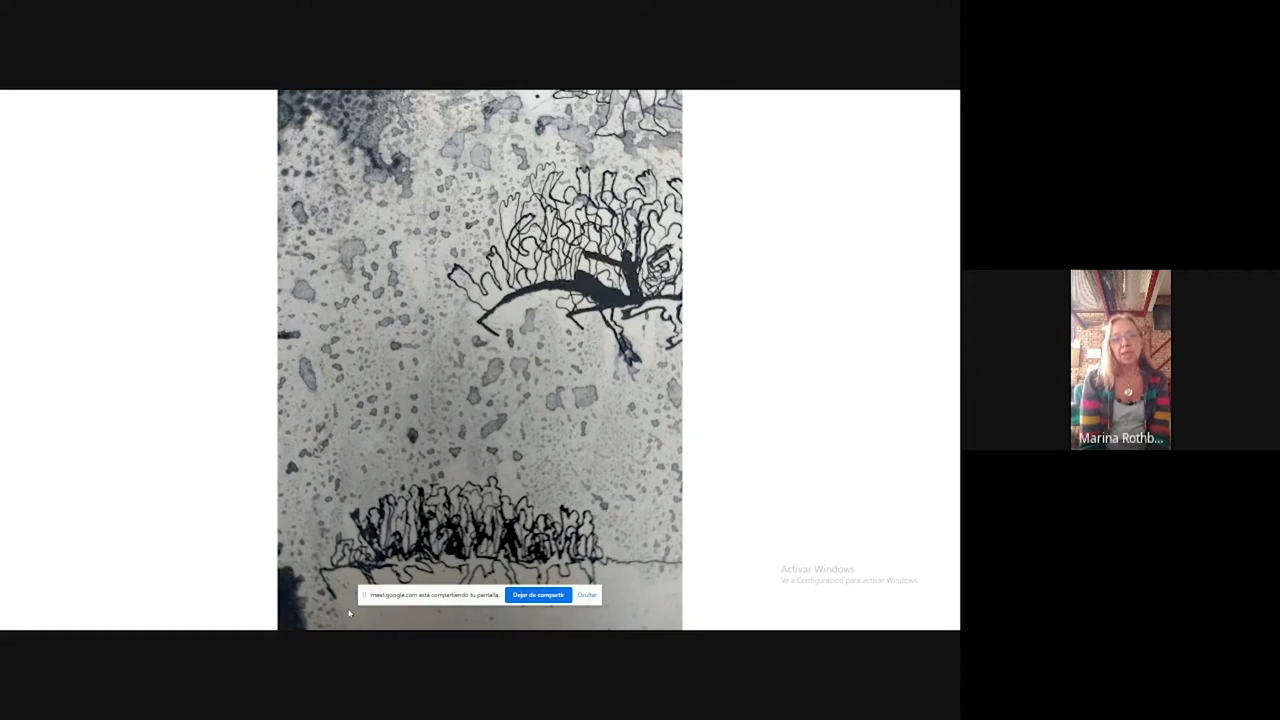 Activar Windows
Ve a Configuración para activar Windows.
Marina Rothb...
meet.google.com está compartiendo tu pantalla.
Dejar de compartir
Ocultar